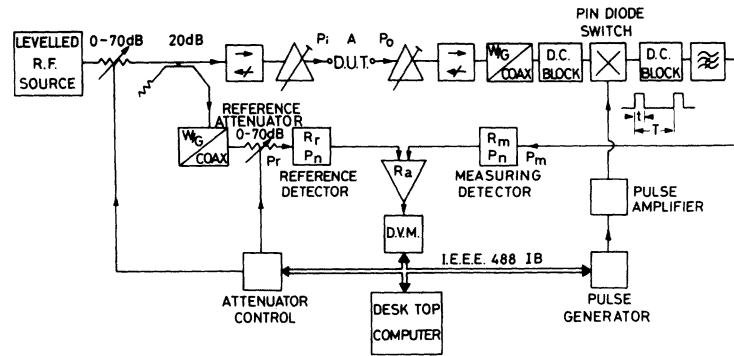 PIN DIODE
SWITCH
LEVELLED
R.F.
SOURCE
0-70dB
20dB
Pi
A
Po
D.U.T.
W/G
COAX
D.C.
BLOCK
D.C.
BLOCK
t
T
REFERENCE
ATTENUATOR
0-70dB
W/G
COAX
Pr
Rr
Pn
REFERENCE
DETECTOR
Ra
Rm
Pn
Pm
MEASURING
DETECTOR
PULSE
AMPLIFIER
D.V.M.
I.E.E.E. 488 IB
ATTENUATOR
CONTROL
DESK TOP
COMPUTER
PULSE
GENERATOR